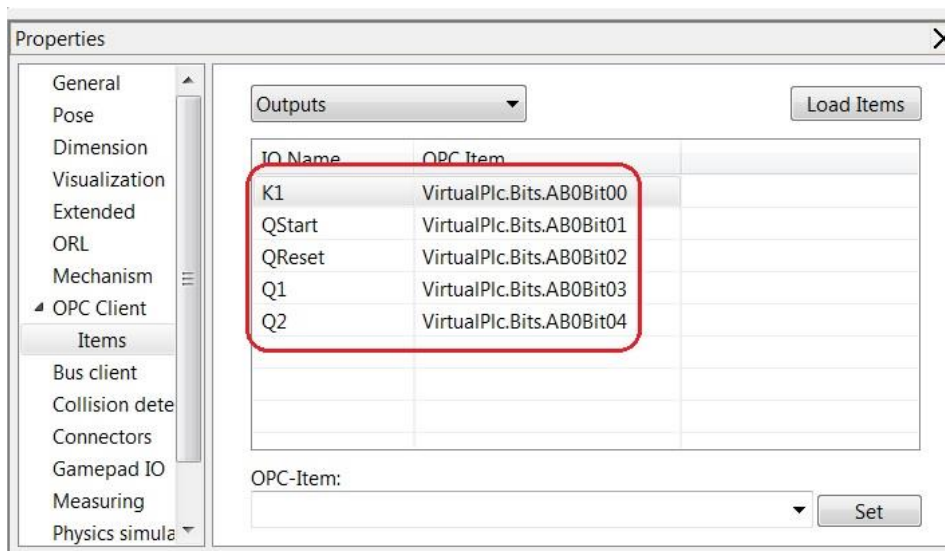 Properties
General
Pose
Dimension
Visualization
Extended
ORL
Mechanism
OPC Client
Items
Bus client
Collision dete
Connectors
Gamepad IO
Measuring
Physics simula
Outputs
Load Items
IO Name OPC Item
K1 VirtualPlc.Bits.AB0Bit00
QStart VirtualPlc.Bits.AB0Bit01
QReset VirtualPlc.Bits.AB0Bit02
Q1 VirtualPlc.Bits.AB0Bit03
Q2 VirtualPlc.Bits.AB0Bit04
OPC-Item:
Set